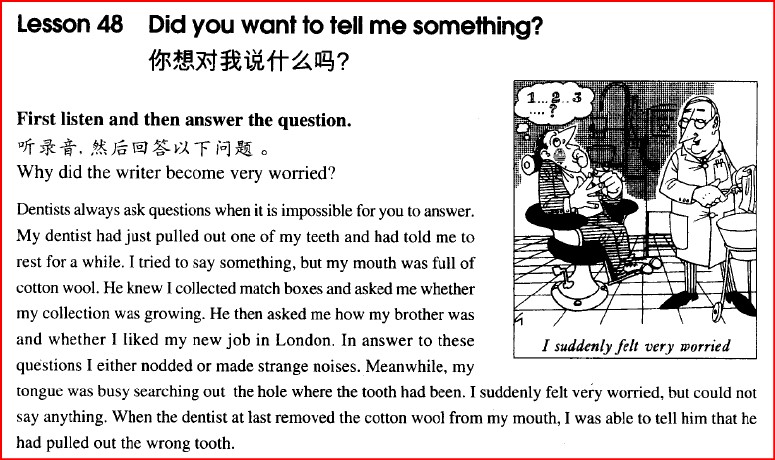 Lesson 48 Did you want to tell me something?
你想对我说什么吗?
First listen and then answer the question.
听录音, 然后回答以下问题。
Why did the writer become very worried?
Dentists always ask questions when it is impossible for you to answer.
My dentist had just pulled out one of my teeth and had told me to
rest for a while. I tried to say something, but my mouth was full of
cotton wool. He knew I collected match boxes and asked me whether
my collection was growing. He then asked me how my brother was
and whether I liked my new job in London. In answer to these
questions I either nodded or made strange noises. Meanwhile, my
tongue was busy searching out the hole where the tooth had been. I suddenly felt very worried, but could not
say anything. When the dentist at last removed the cotton wool from my mouth, I was able to tell him that he
had pulled out the wrong tooth.
1...2...3
....?
I suddenly felt very worried